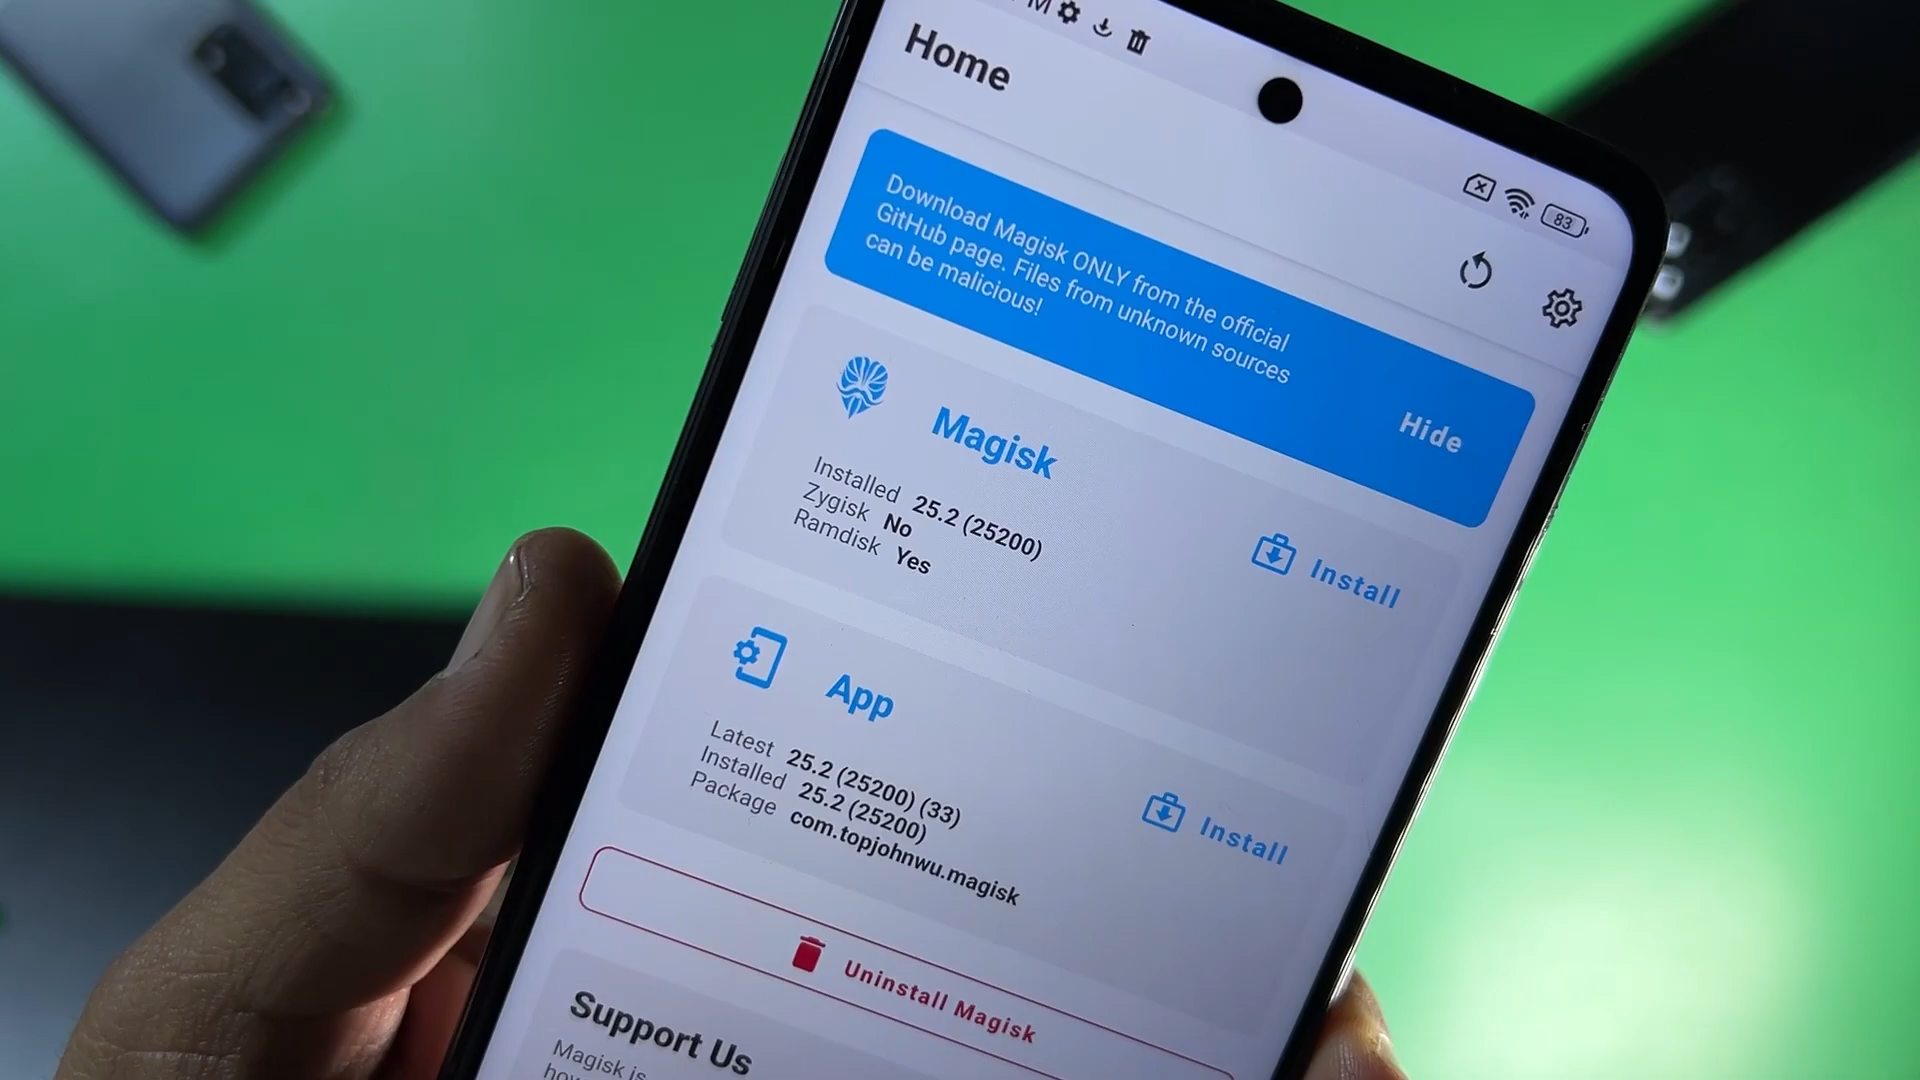 M
Home
83
Download Magisk ONLY from the official
GitHub page. Files from unknown sources
can be malicious!
Hide
Magisk
Installed 25.2 (25200)
Zygisk No
Ramdisk Yes
Install
App
Latest 25.2 (25200) (33)
Installed 25.2 (25200)
Package com.topjohnwu.magisk
Install
Uninstall Magisk
Support Us
Magisk is